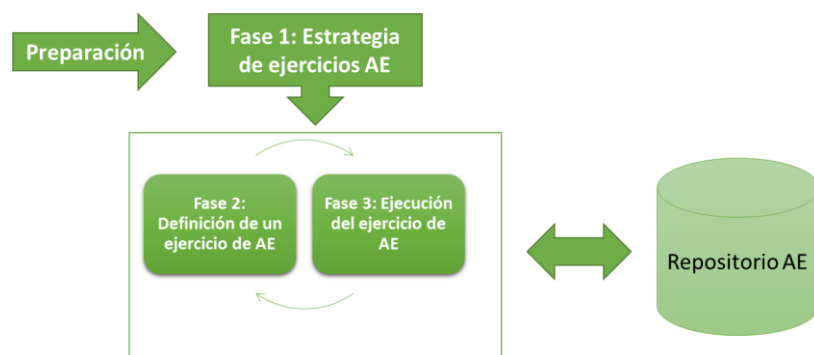 Preparación
Fase 1: Estrategia
de ejercicios AE
Fase 2:
Definición de un
ejercicio de AE
Fase 3: Ejecución
del ejercicio de
AE
Repositorio AE